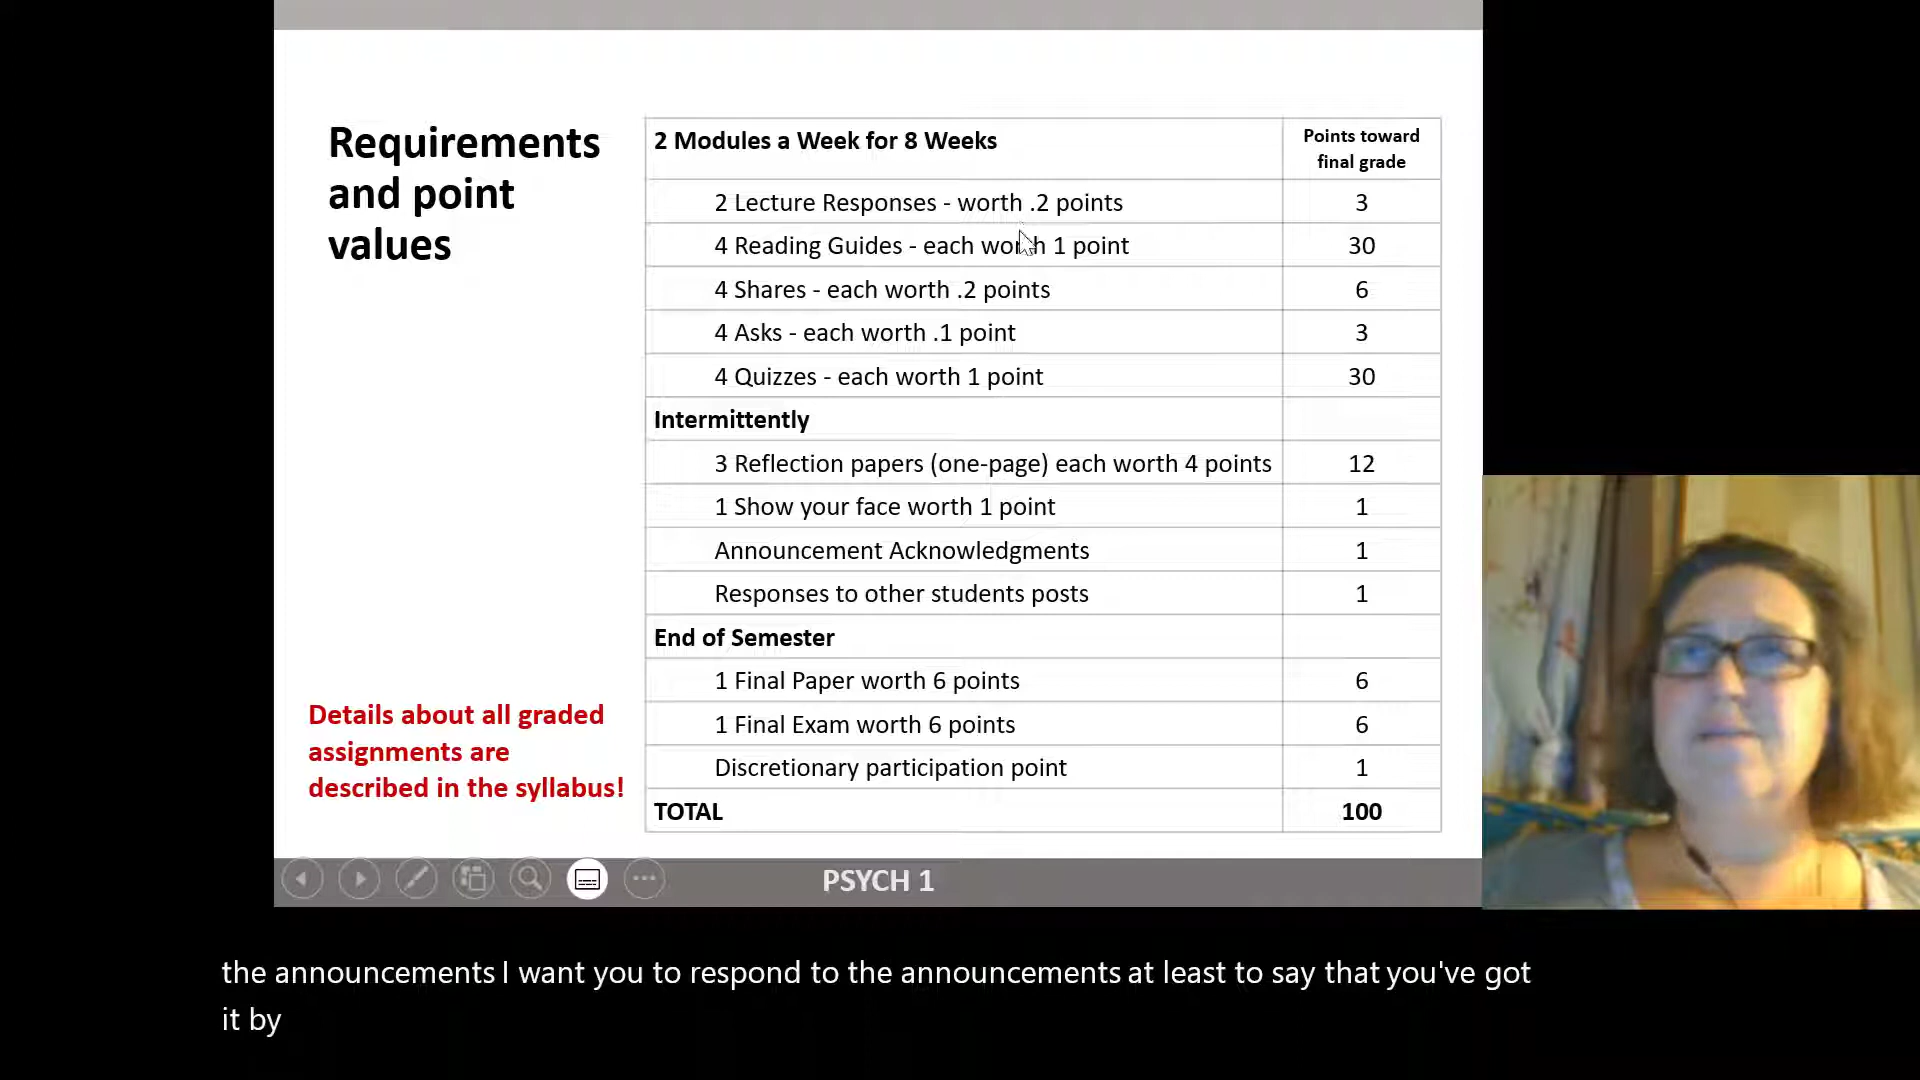 Requirements
and point
values
2 Modules a Week for 8 Weeks
Points toward
final grade
2 Lecture Responses - worth .2 points 3
4 Reading Guides - each worth 1 point 30
4 Shares - each worth .2 points 6
4 Asks - each worth .1 point 3
4 Quizzes - each worth 1 point 30
Intermittently
3 Reflection papers (one-page) each worth 4 points 12
1 Show your face worth 1 point 1
Announcement Acknowledgments 1
Responses to other students posts 1
End of Semester
1 Final Paper worth 6 points 6
1 Final Exam worth 6 points 6
Discretionary participation point 1
TOTAL 100
Details about all graded
assignments are
described in the syllabus!
PSYCH 1
the announcements I want you to respond to the announcements at least to say that you've got
it by